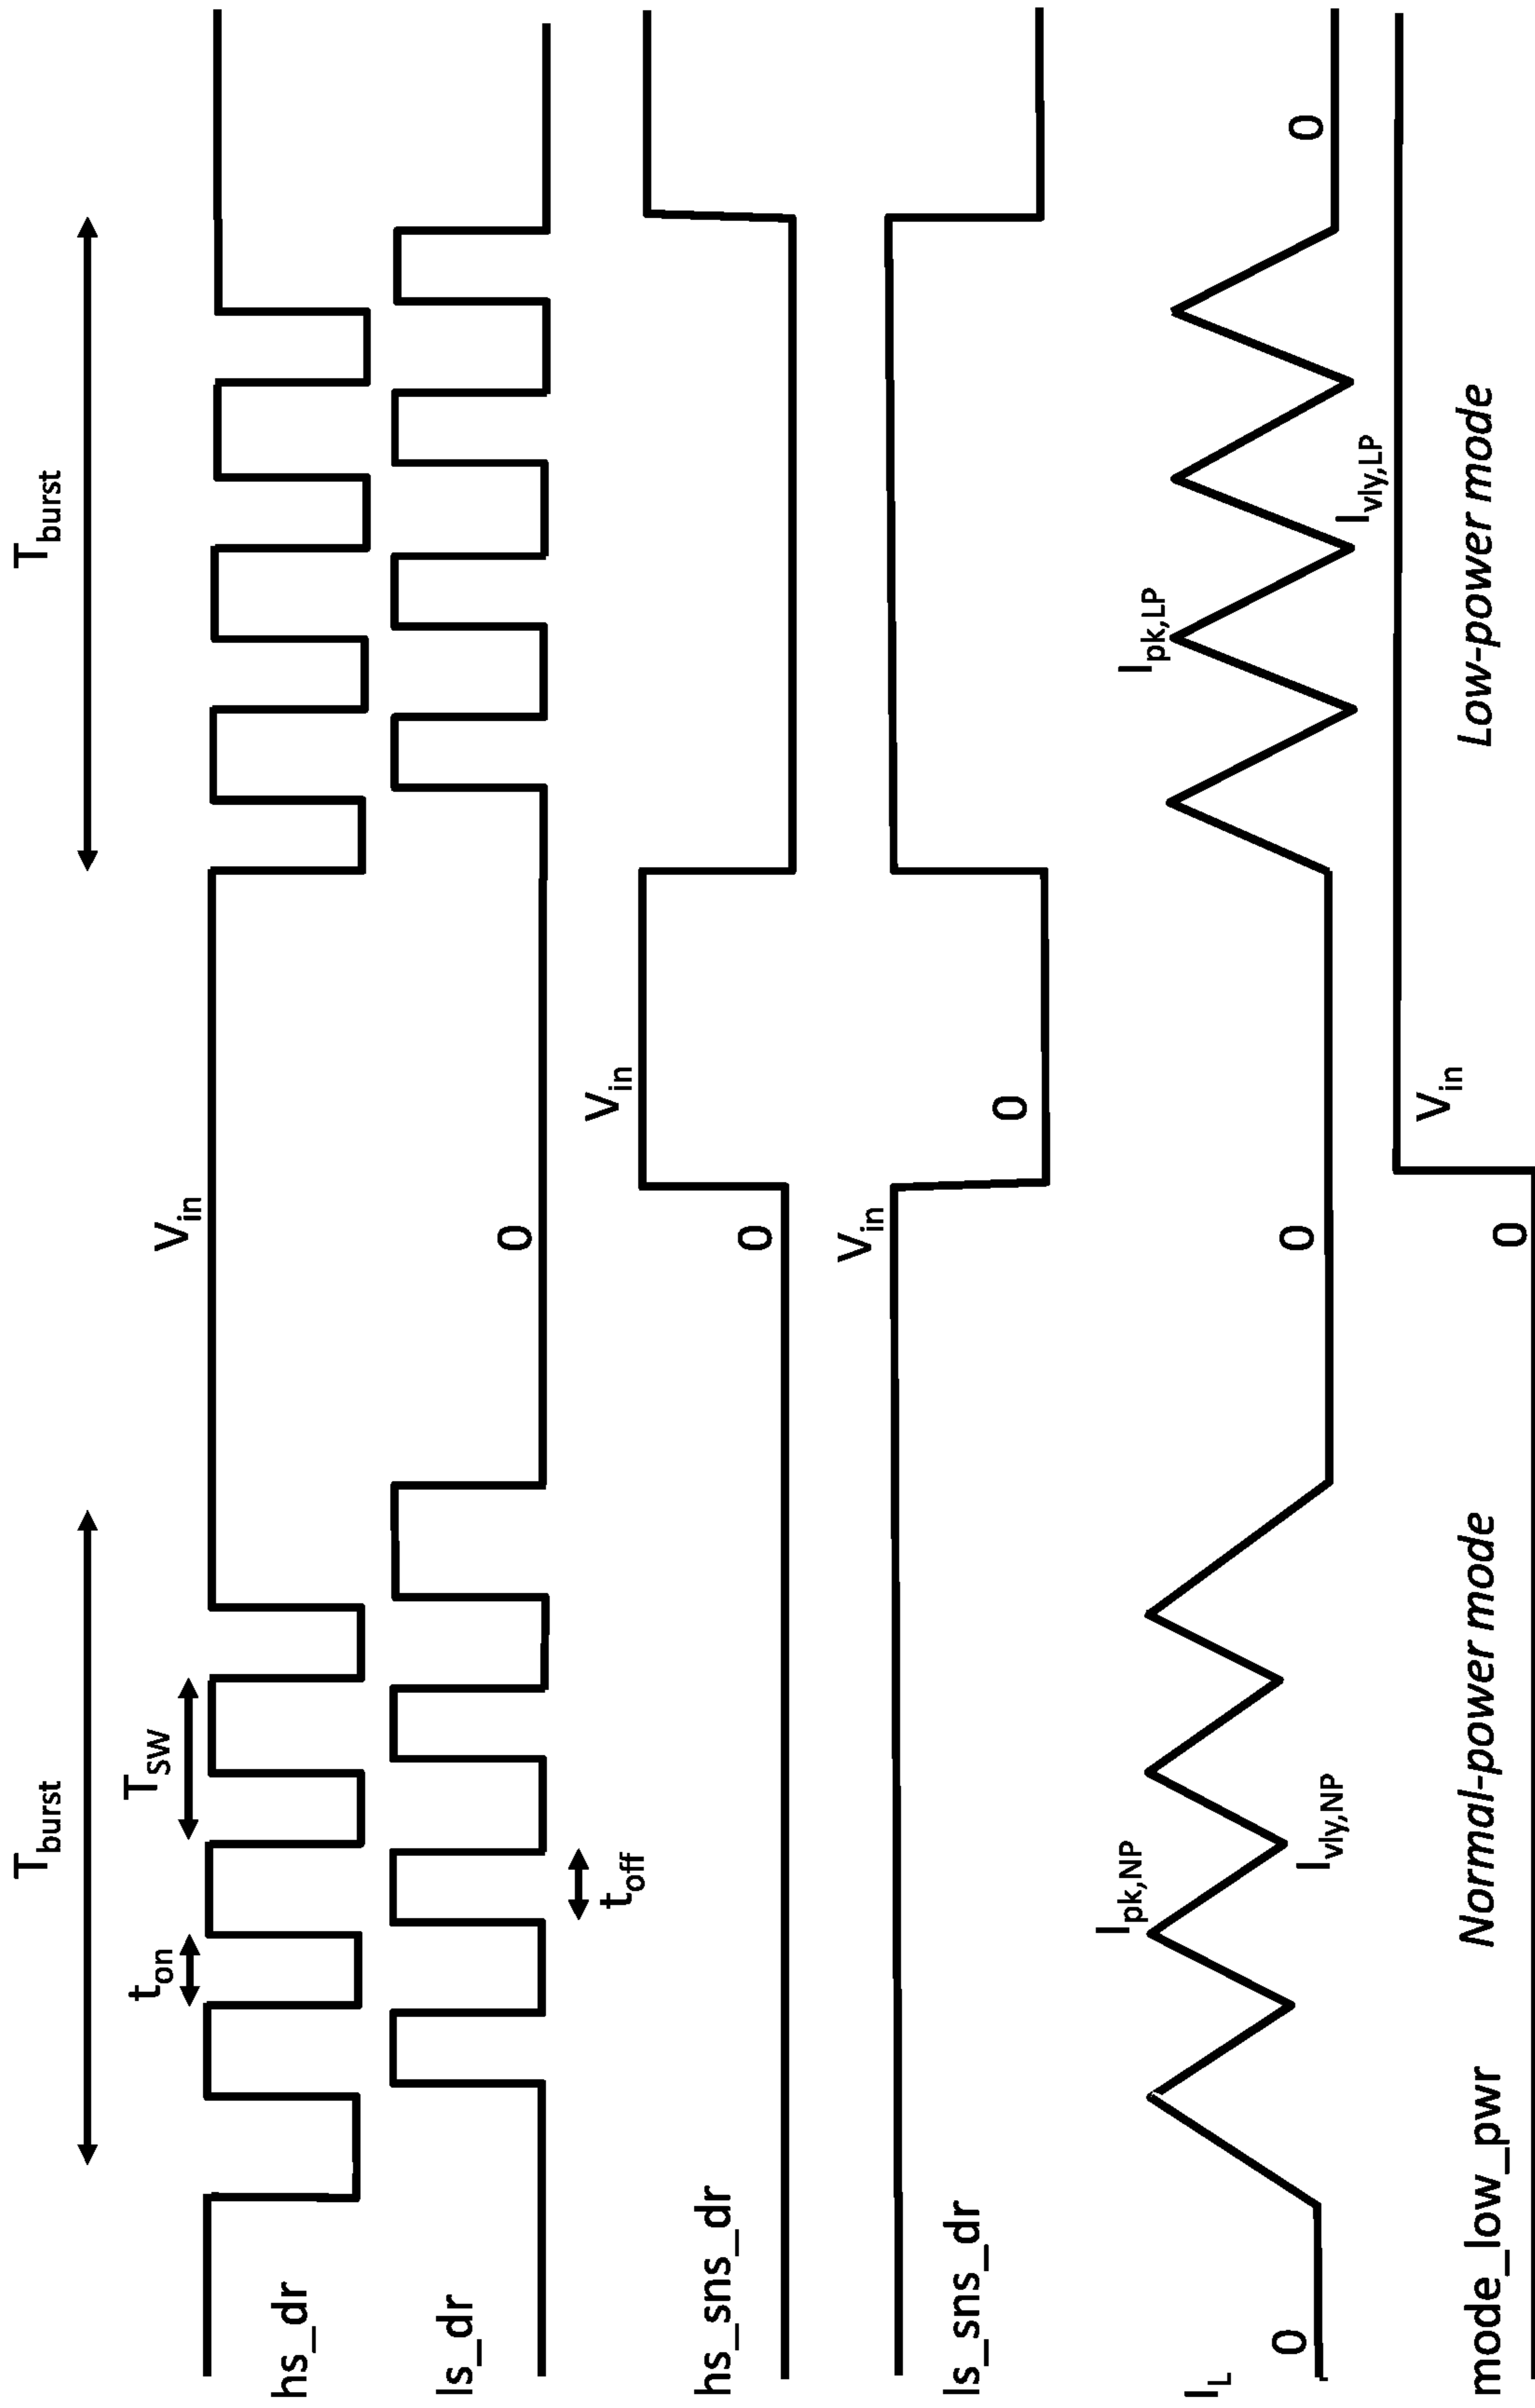 T_burst
T_burst
T_SW
t_on
V_in
hs_dr
ls_dr
0
t_off
V_in
hs_sns_dr
0
V_in
ls_sns_dr
0
I_pk,NP
I_pk,LP
I_L
0
0
0
I_vly,NP
I_vly,LP
V_in
mode_low_pwr
0
Normal-power mode
Low-power mode